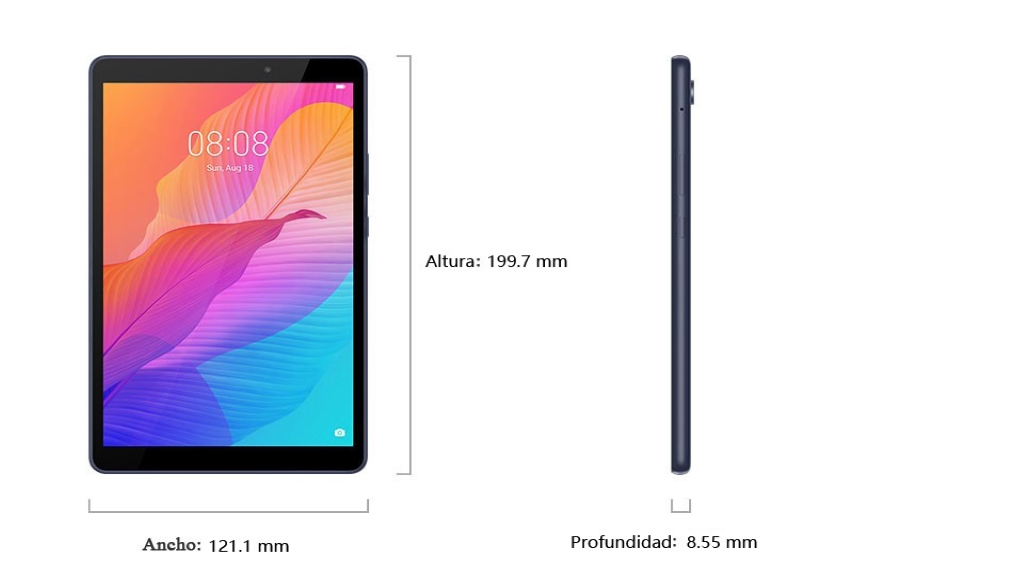 08:08
Sun, Aug 18
Altura: 199.7 mm
Ancho: 121.1 mm
Profundidad: 8.55 mm